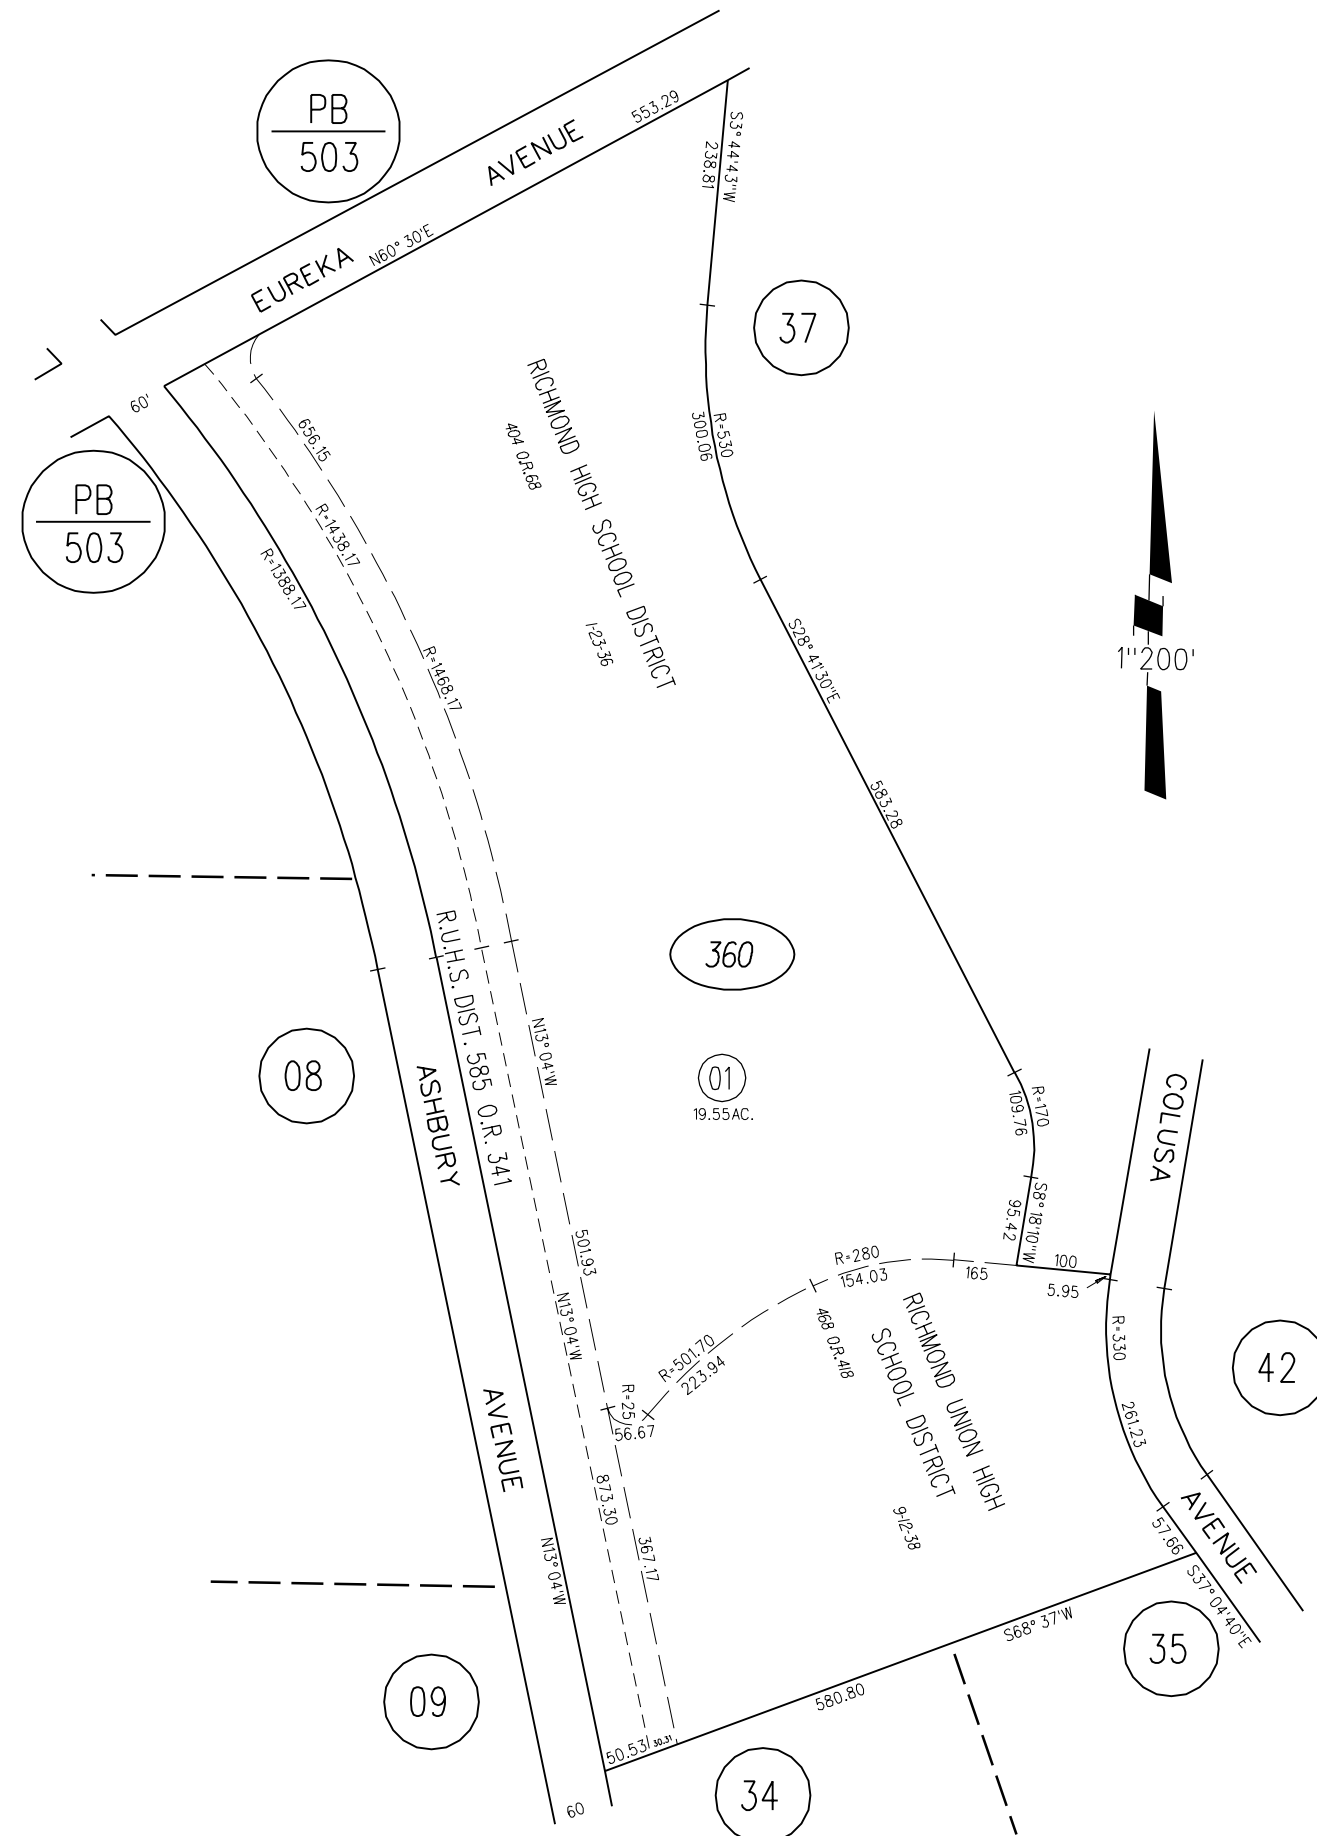 PB
503
EUREKA AVENUE
N60° 30'E
553.29
S3° 44'43"W
238.81
37
60'
PB
503
656.15
R=1438.17
R=1388.17
R=1468.17
RICHMOND HIGH SCHOOL DISTRICT
404 O.R.68
1-23-36
R=530
300.06
S28° 41'30"E
583.28
1"200'
360
01
19.55AC.
R.U.H.S. DIST. 585 O.R. 341
N13° 04'W
08
ASHBURY
AVENUE
501.93
N13° 04'W
R=170
109.76
S8° 18'10"W
95.42
COLUSA
AVENUE
100
5.95
165
R=280
154.03
R=501.70
223.94
R=25
56.67
468 O.R.418
RICHMOND UNION HIGH
SCHOOL DISTRICT
9-12-38
R=330
261.23
42
57.66
S37° 04'40"E
873.30
367.17
N13° 04'W
S68° 37'W
580.80
35
09
50.53
30.31
34
60